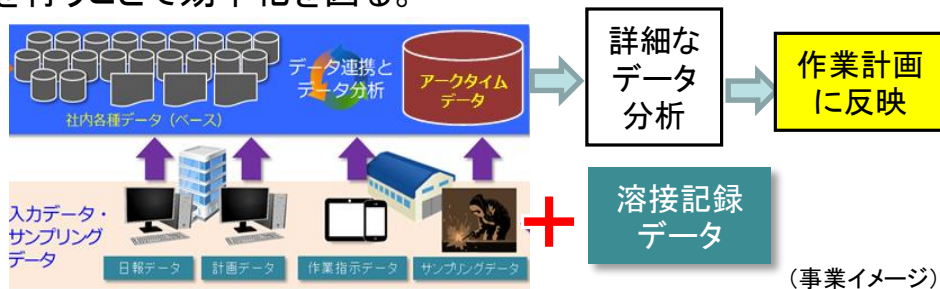 を行うことで効率化を図る。
データ連携と
データ分析
アークタイム
データ
社内各種データ（ベース）
詳細な
データ
分析
作業計画
に反映
入力データ・
サンプリング
データ
日報データ
計画データ
作業指示データ
サンプリングデータ
溶接記録
データ
（事業イメージ）